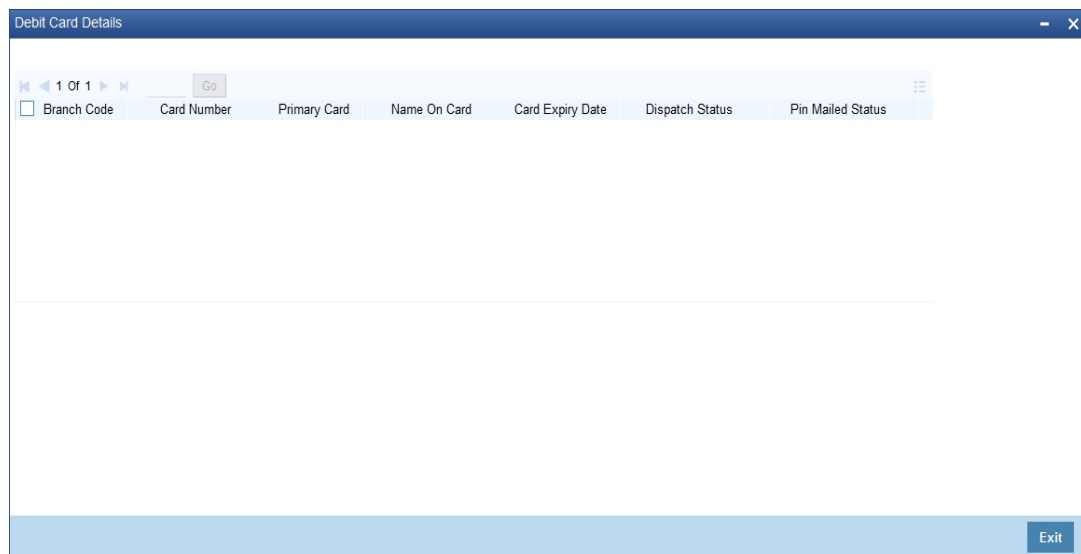 Debit Card Details
1 Of 1 Go
Branch Code Card Number Primary Card Name On Card Card Expiry Date Dispatch Status Pin Mailed Status
Exit